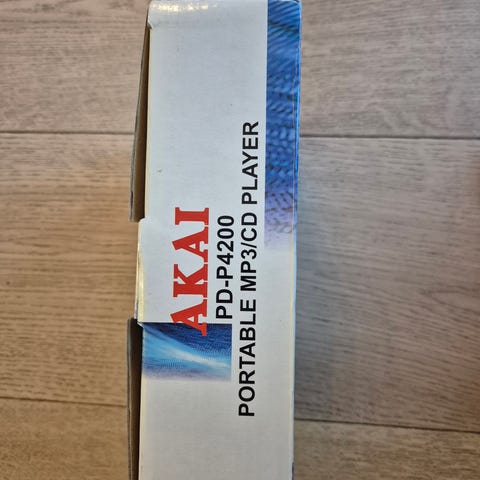 AKAI
PD-P4200
PORTABLE MP3/CD PLAYER